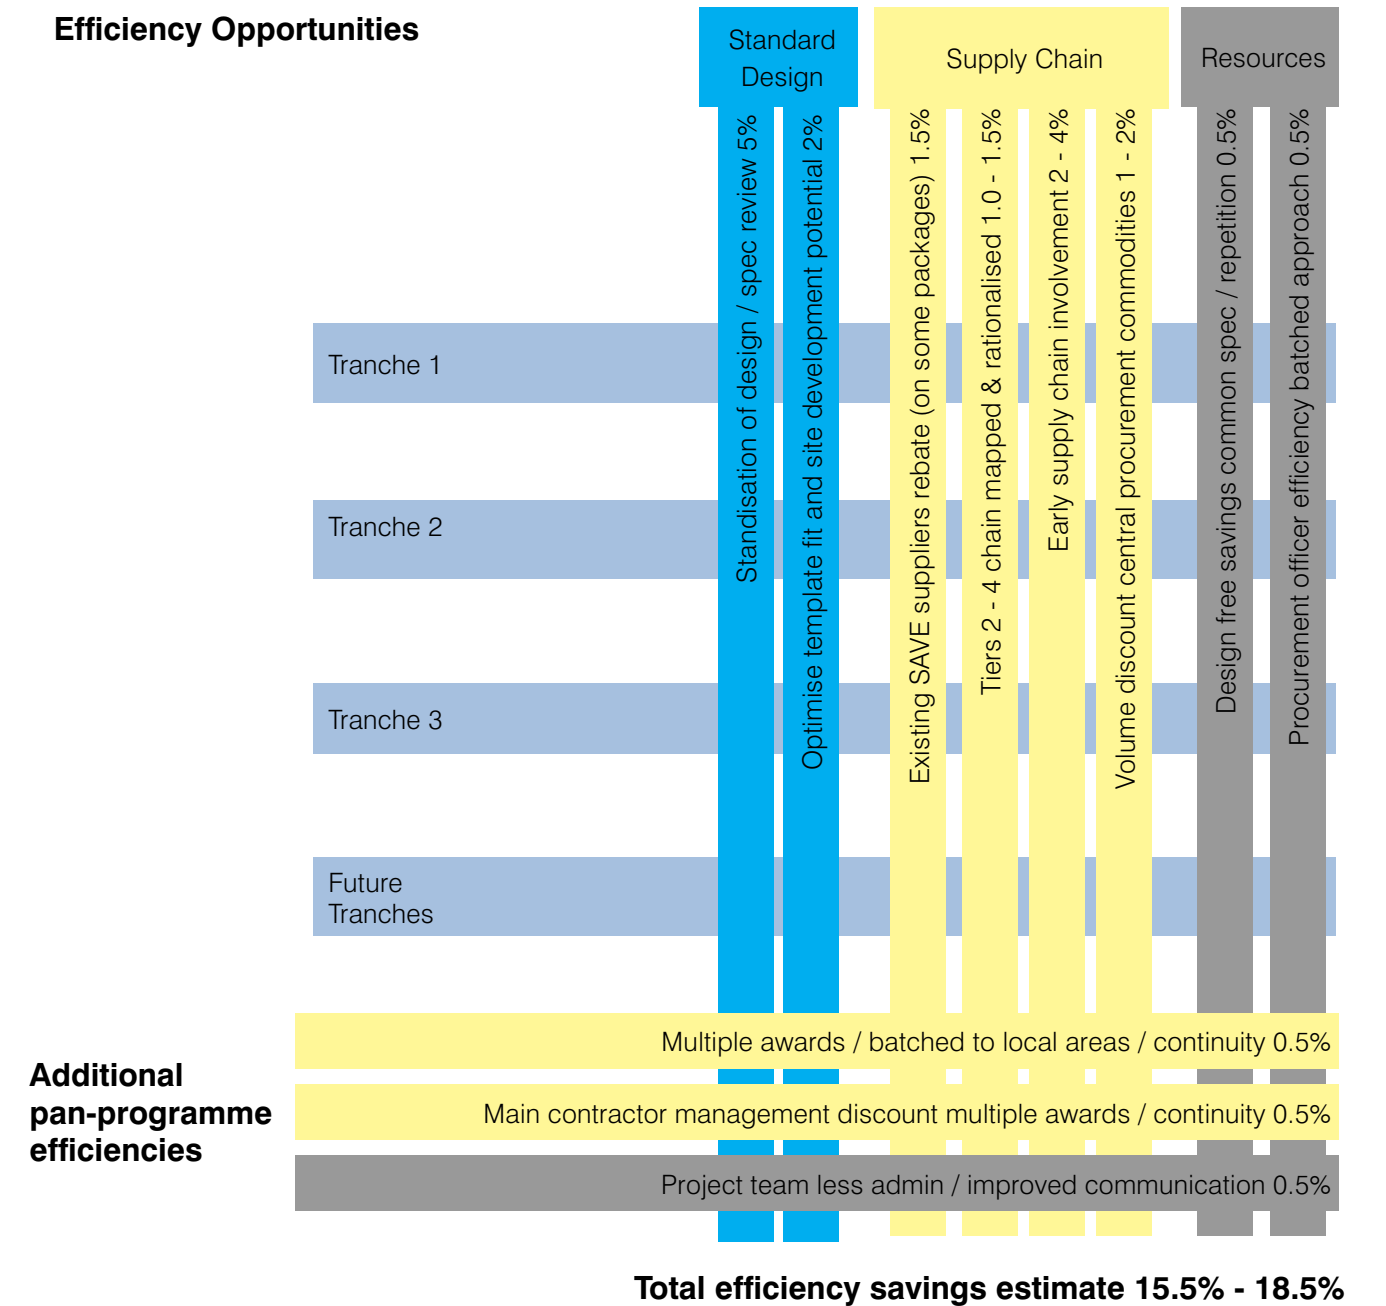 Efficiency Opportunities
Standard
Design
Supply Chain
Resources
Standisation of design / spec review 5%
Optimise template fit and site development potential 2%
Existing SAVE suppliers rebate (on some packages) 1.5%
Tiers 2 - 4 chain mapped & rationalised 1.0 - 1.5%
Early supply chain involvement 2 - 4%
Volume discount central procurement commodities 1 - 2%
Design free savings common spec / repetition 0.5%
Procurement officer efficiency batched approach 0.5%
Tranche 1
Tranche 2
Tranche 3
Future
Tranches
Additional
pan-programme
efficiencies
Multiple awards / batched to local areas / continuity 0.5%
Main contractor management discount multiple awards / continuity 0.5%
Project team less admin / improved communication 0.5%
Total efficiency savings estimate 15.5% - 18.5%